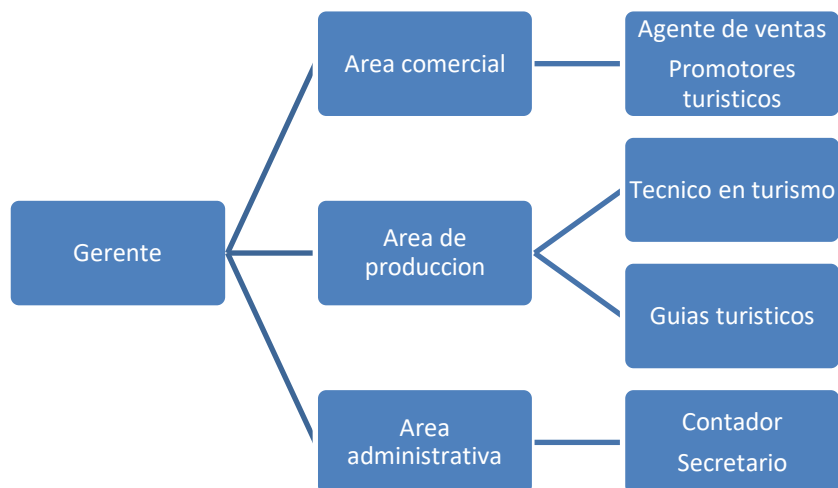 Gerente
Area comercial
Agente de ventas
Promotores
turisticos
Area de
produccion
Tecnico en turismo
Guias turisticos
Area
administrativa
Contador
Secretario